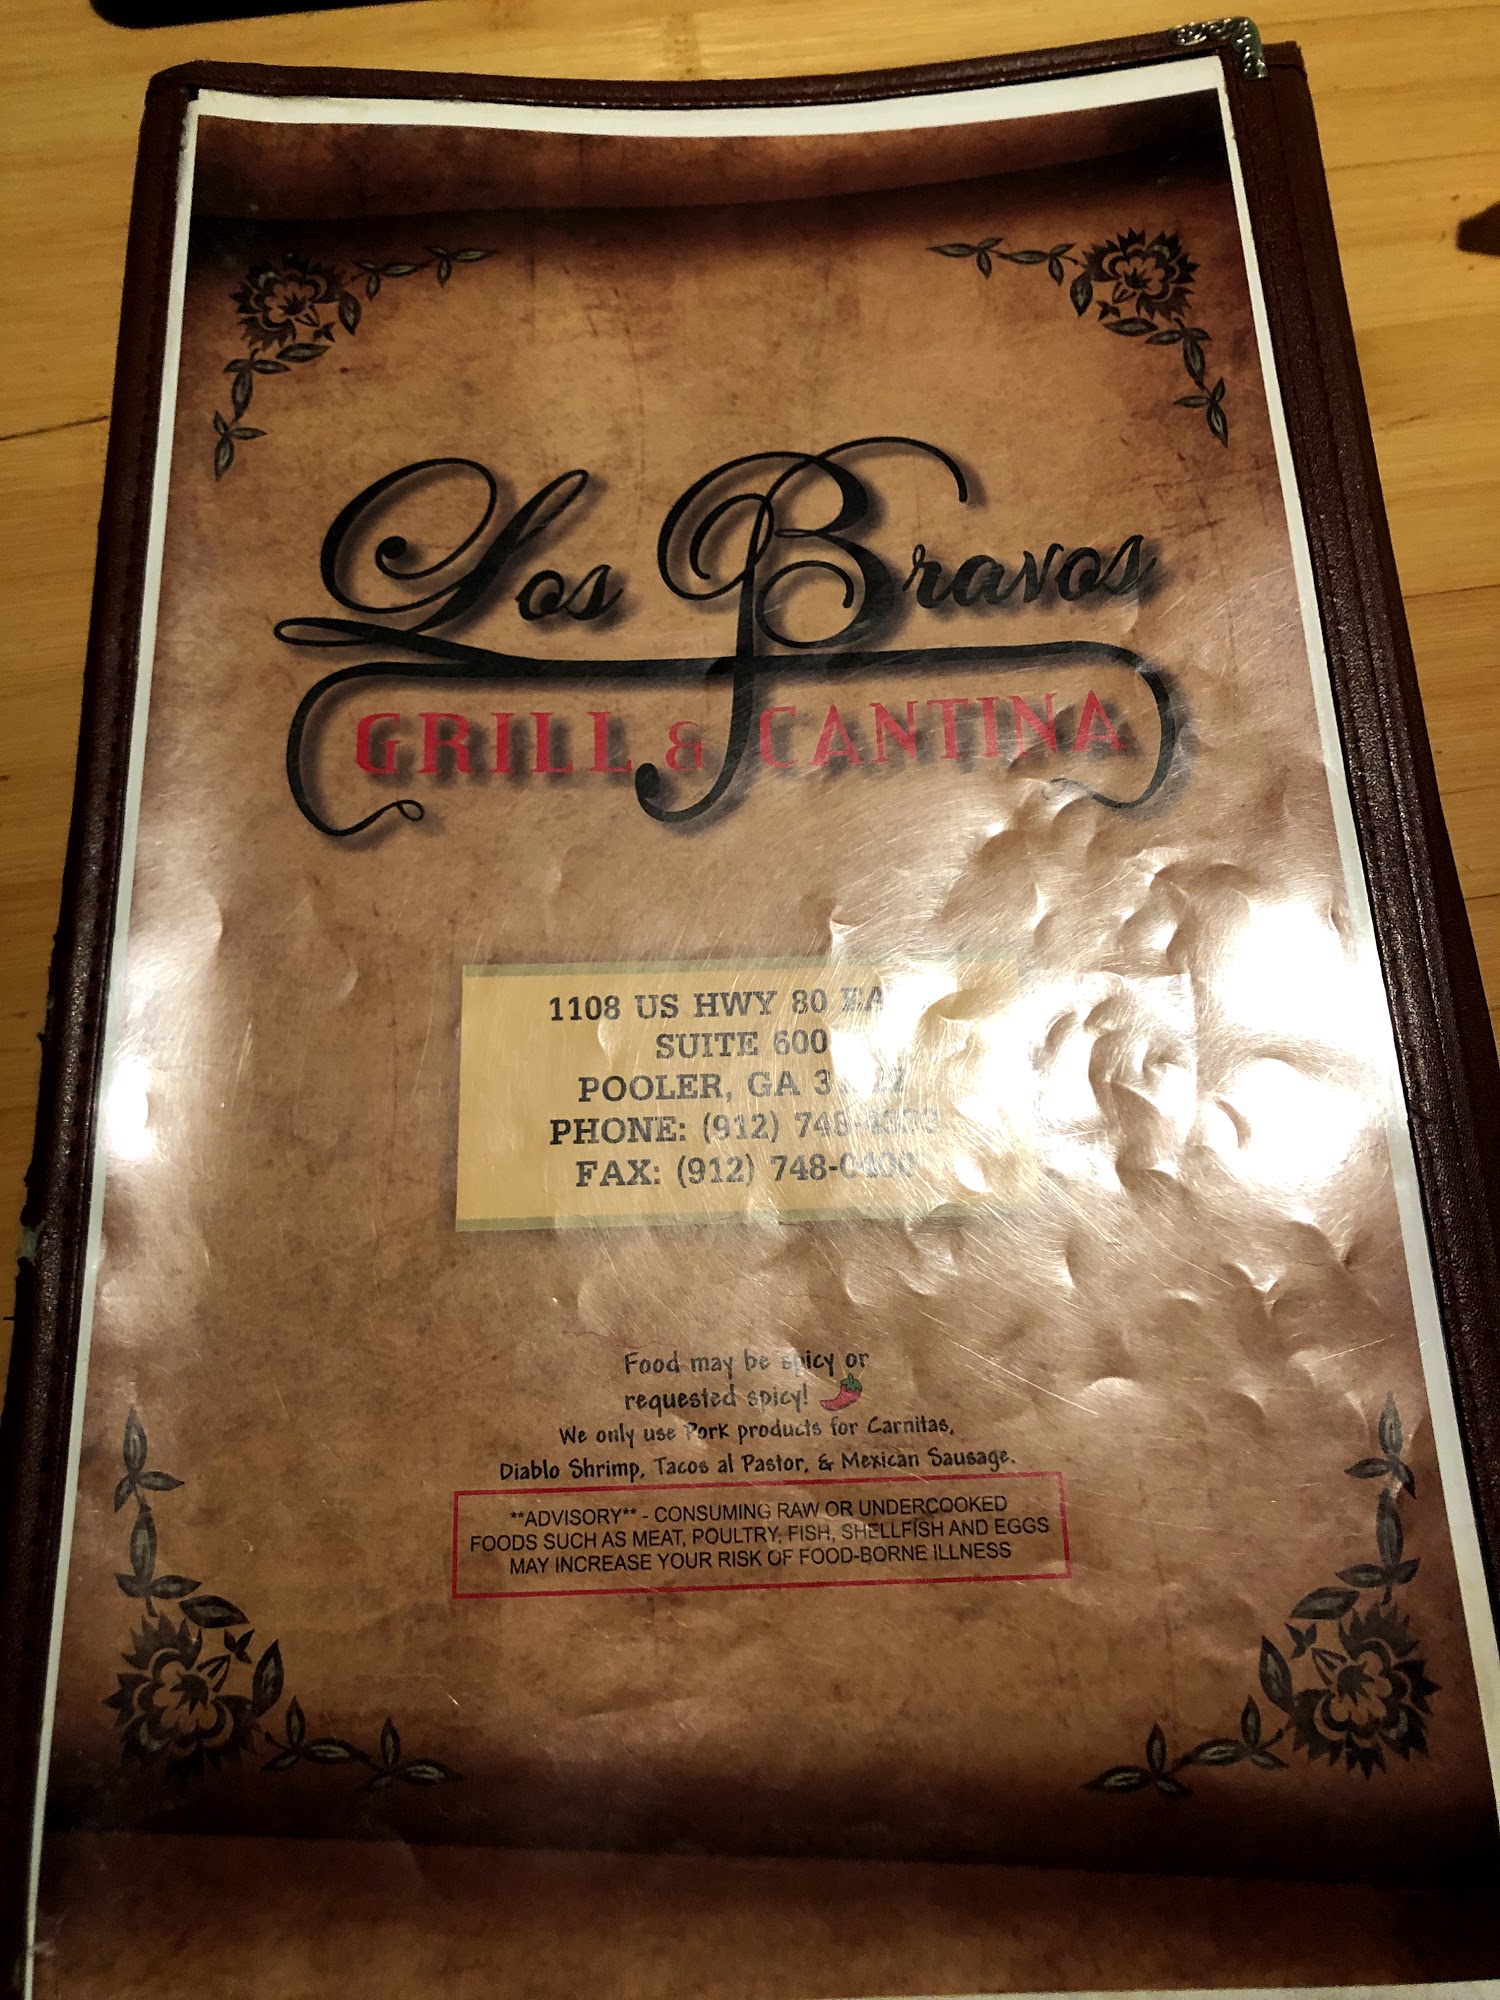 Los Bravos
GRILL & CANTINA
1108 US HWY 80
SUITE 600
POOLER, GA
PHONE: (912)
FAX: (912) 748-0400
Food may be spicy or
requested spicy!
We only use Pork products for Carnitas,
Diablo Shrimp, Tacos al Pastor, & Mexican Sausage.
**ADVISORY** - CONSUMING RAW OR UNDERCOOKED
FOODS SUCH AS MEAT, POULTRY, FISH, SHELLFISH AND EGGS
MAY INCREASE YOUR RISK OF FOOD-BORNE ILLNESS